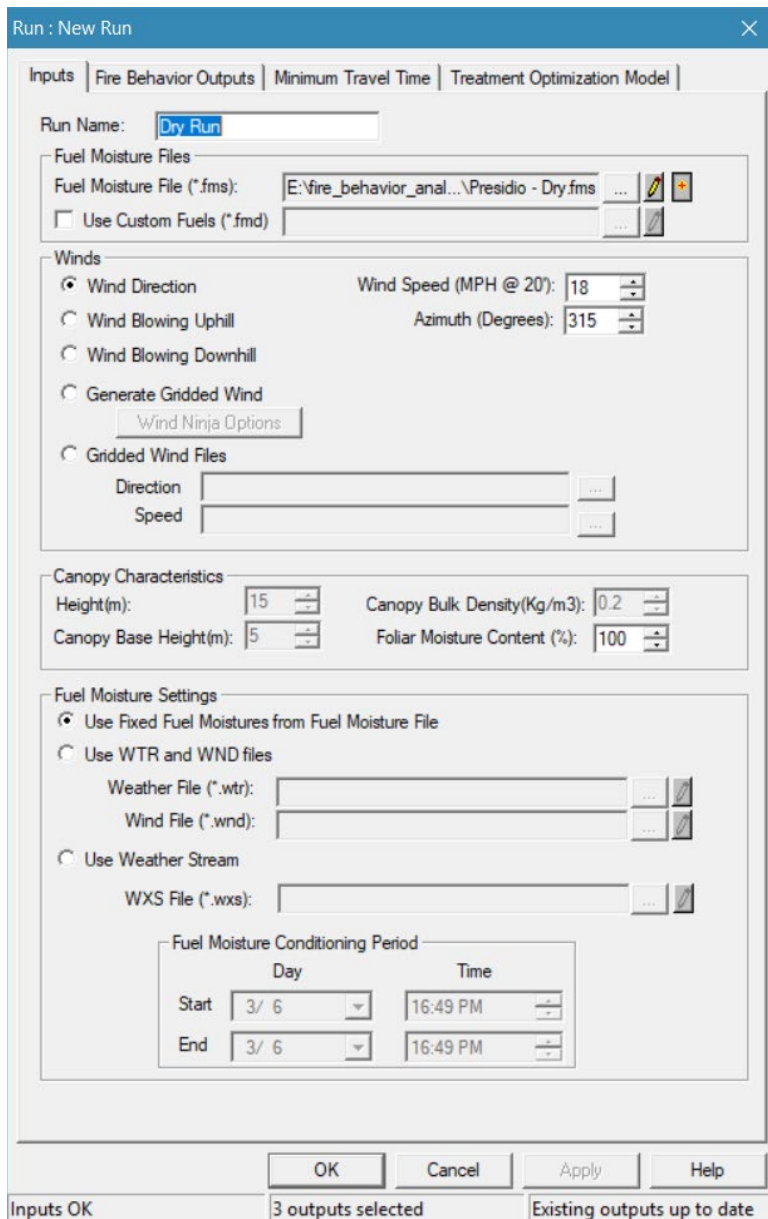 Run : New Run
Inputs Fire Behavior Outputs Minimum Travel Time Treatment Optimization Model
Run Name: Dry Run
Fuel Moisture Files
Fuel Moisture File (*.fms): E:\fire_behavior_anal...\Presidio - Dry.fms ...
Use Custom Fuels (*.fmd) ...
Winds
Wind Direction Wind Speed (MPH @ 20'): 18
Wind Blowing Uphill Azimuth (Degrees): 315
Wind Blowing Downhill
Generate Gridded Wind
Wind Ninja Options
Gridded Wind Files
Direction ...
Speed ...
Canopy Characteristics
Height(m): 15 Canopy Bulk Density(Kg/m3): 0.2
Canopy Base Height(m): 5 Foliar Moisture Content (%): 100
Fuel Moisture Settings
Use Fixed Fuel Moistures from Fuel Moisture File
Use WTR and WND files
Weather File (*.wtr): ...
Wind File (*.wnd): ...
Use Weather Stream
WXS File (*.wxs): ...
Fuel Moisture Conditioning Period
Day Time
Start 3/ 6 16:49 PM
End 3/ 6 16:49 PM
OK Cancel Apply Help
Inputs OK 3 outputs selected Existing outputs up to date